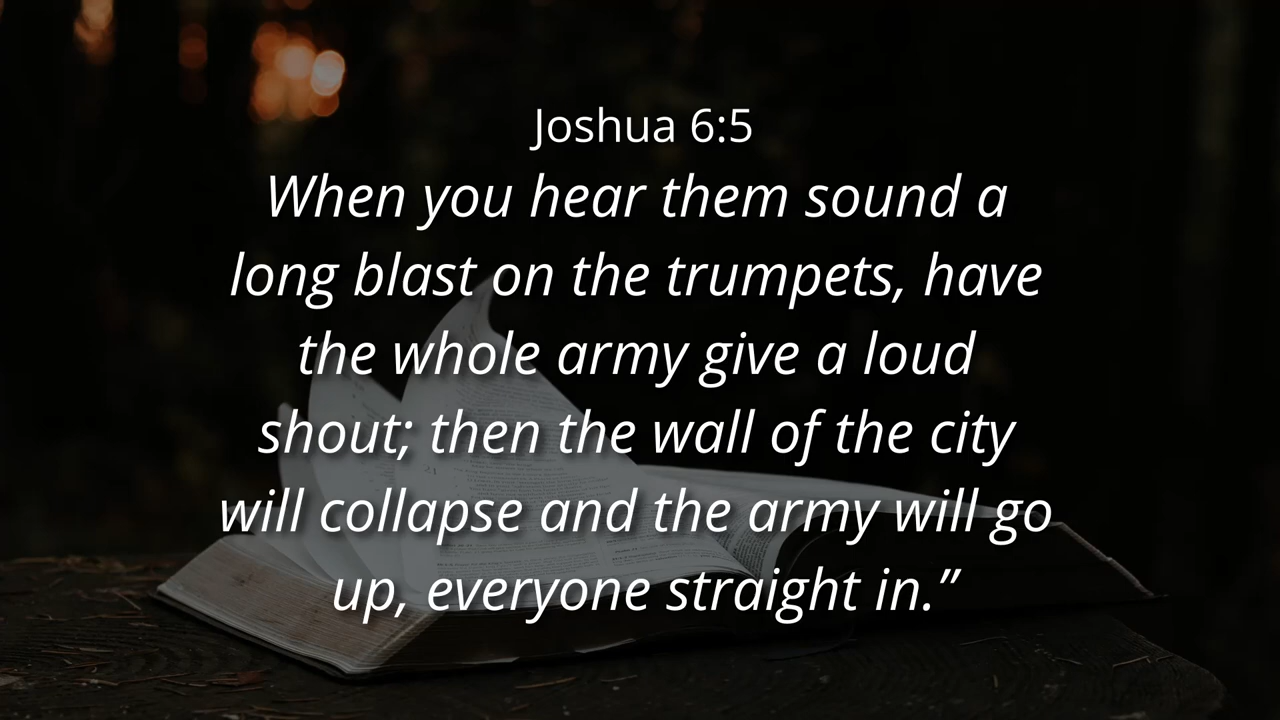 Joshua 6:5
When you hear them sound a
long blast on the trumpets, have
the whole army give a loud
shout; then the wall of the city
will collapse and the army will go
up, everyone straight in.”